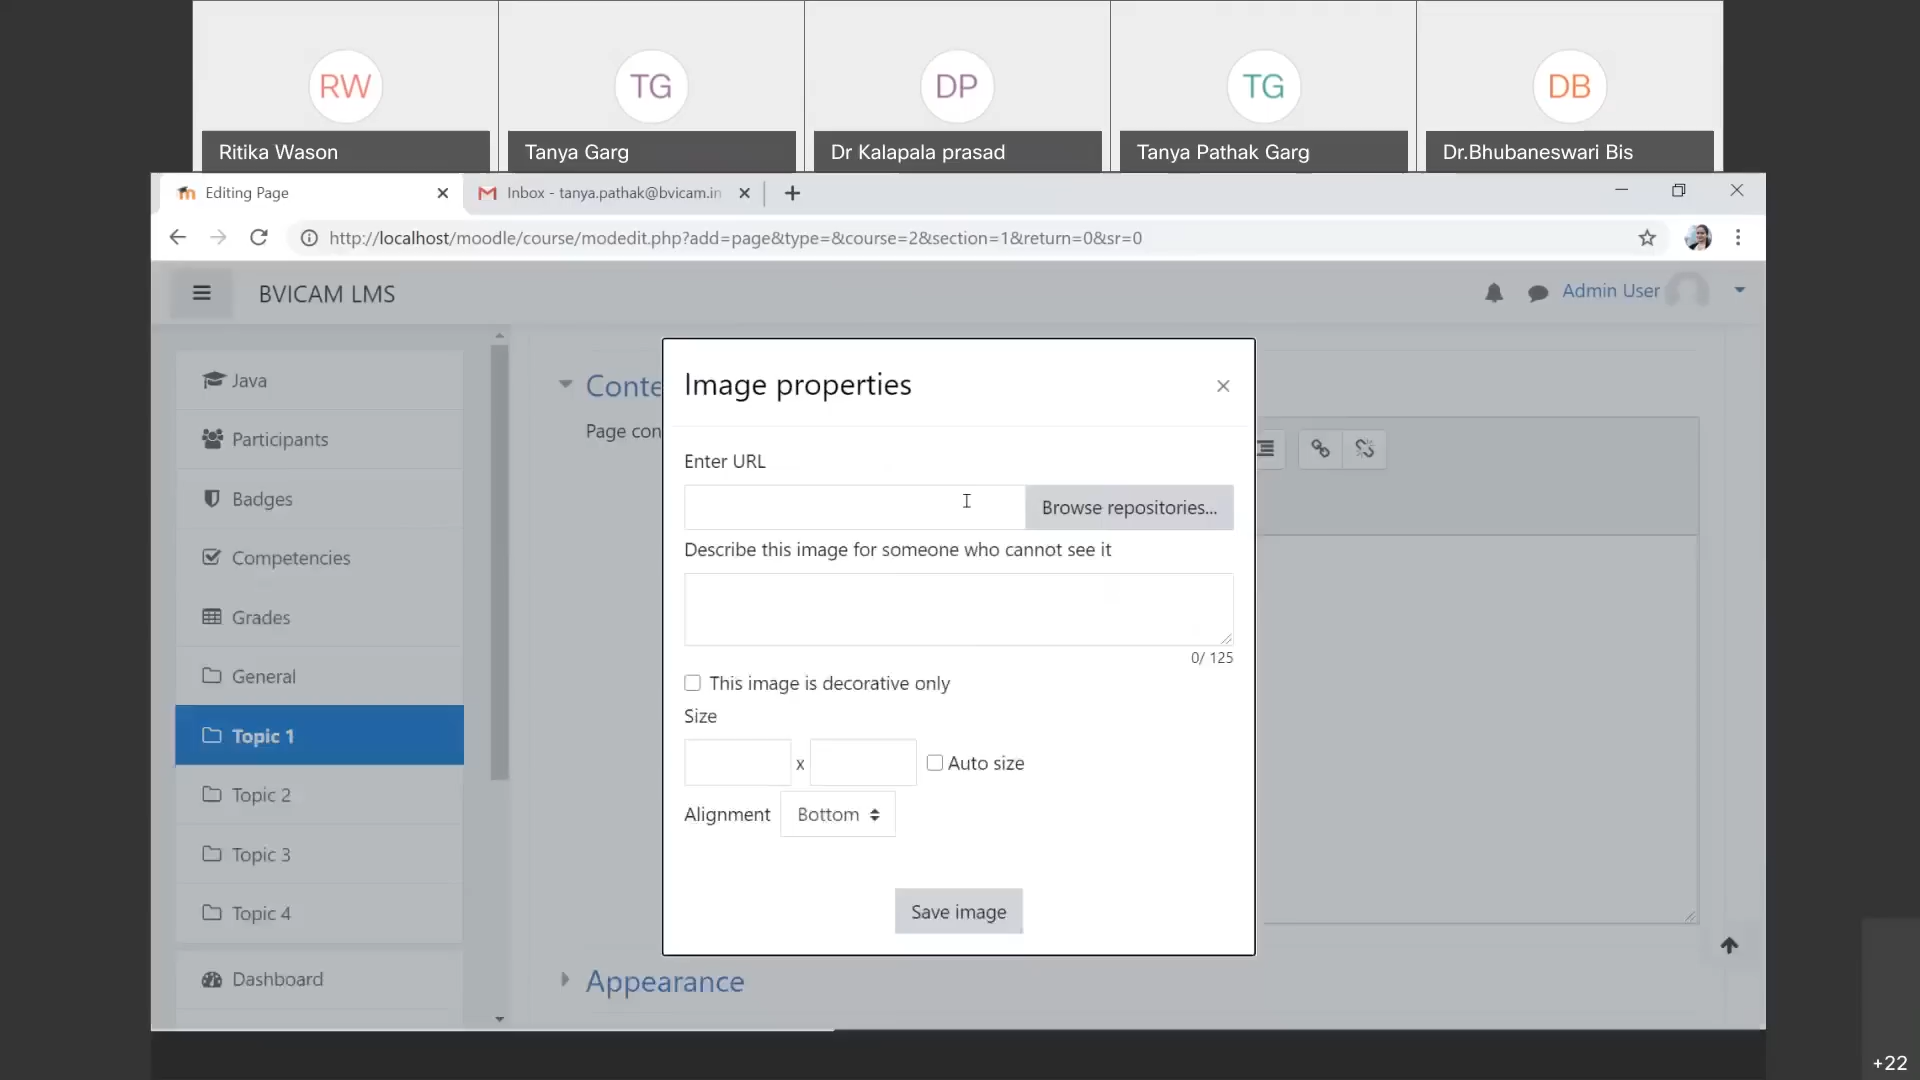 RW
TG
DP
TG
DB
Ritika Wason
Tanya Garg
Dr Kalapala prasad
Tanya Pathak Garg
Dr.Bhubaneswari Bis
Editing Page
Inbox - tanya.pathak@bvicam.in
http://localhost/moodle/course/modedit.php?add=page&type=&course=2&section=1&return=0&sr=0
BVICAM LMS
Admin User
Java
Participants
Badges
Competencies
Grades
General
Topic 1
Topic 2
Topic 3
Topic 4
Dashboard
Conte
Page con
Image properties
Enter URL
Browse repositories...
Describe this image for someone who cannot see it
0/ 125
This image is decorative only
Size
x
Auto size
Alignment
Bottom
Save image
Appearance
+22